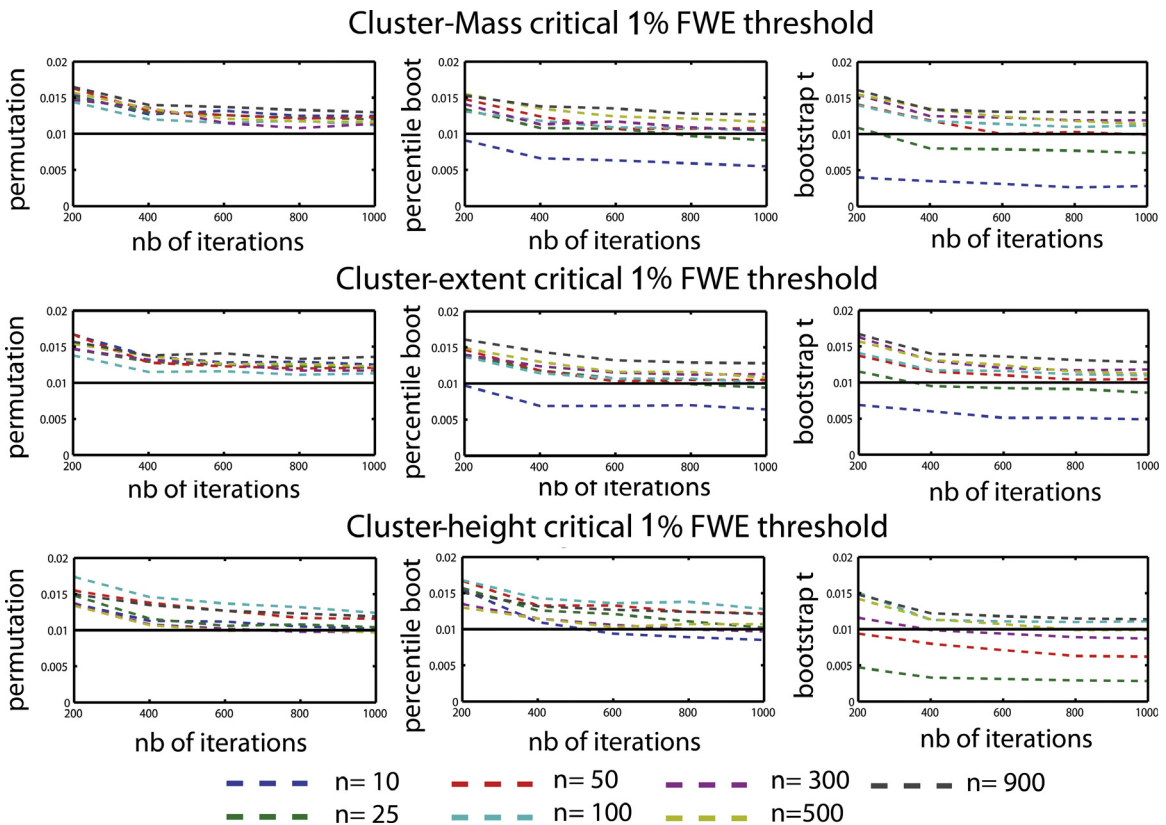 Cluster-Mass critical 1% FWE threshold
permutation
0.02
0.015
0.01
0.005
0
200 400 600 800 1000
nb of iterations
percentile boot
0.02
0.015
0.01
0.005
0
200 400 600 800 1000
nb of iterations
bootstrap t
0.02
0.015
0.01
0.005
0
200 400 600 800 1000
nb of iterations
Cluster-extent critical 1% FWE threshold
permutation
0.02
0.015
0.01
0.005
0
200 400 600 800 1000
nb of iterations
percentile boot
0.02
0.015
0.01
0.005
0
200 400 600 800 1000
nb of iterations
bootstrap t
0.02
0.015
0.01
0.005
0
200 400 600 800 1000
nb of iterations
Cluster-height critical 1% FWE threshold
permutation
0.02
0.015
0.01
0.005
0
200 400 600 800 1000
nb of iterations
percentile boot
0.02
0.015
0.01
0.005
0
200 400 600 800 1000
nb of iterations
bootstrap t
0.02
0.015
0.01
0.005
0
200 400 600 800 1000
nb of iterations
n= 10 n= 50 n= 300 n= 900
n= 25 n= 100 n=500